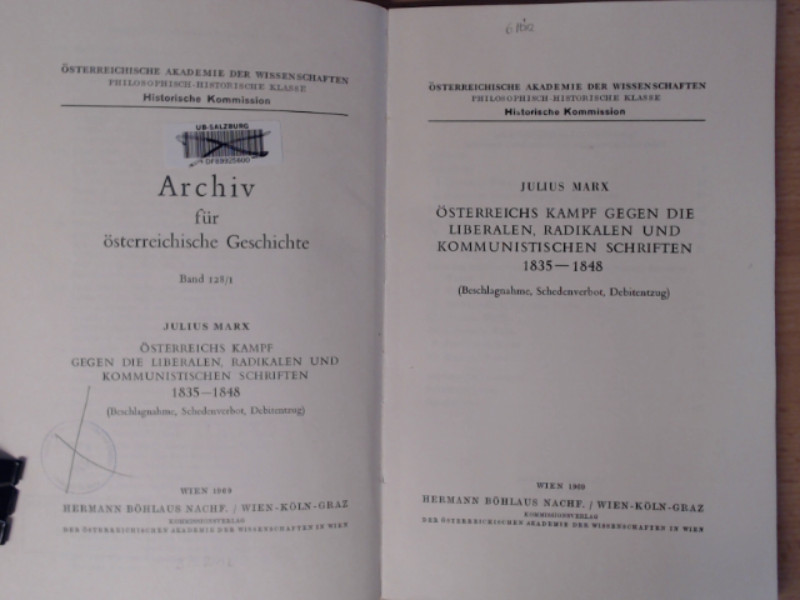 ÖSTERREICHISCHE AKADEMIE DER WISSENSCHAFTEN
PHILOSOPHISCH-HISTORISCHE KLASSE
Historische Kommission
UB-SALZBURG
Archiv
für
österreichische Geschichte
Band 128/1
JULIUS MARX
ÖSTERREICHS KAMPF
GEGEN DIE LIBERALEN, RADIKALEN UND
KOMMUNISTISCHEN SCHRIFTEN
1835—1848
(Beschlagnahme, Schedenverbot, Debitentzug)
WIEN 1969
HERMANN BÖHLAUS NACHF. / WIEN-KÖLN-GRAZ
KOMMISSIONSVERLAG
DER ÖSTERREICHISCHEN AKADEMIE DER WISSENSCHAFTEN IN WIEN
ÖSTERREICHISCHE AKADEMIE DER WISSENSCHAFTEN
PHILOSOPHISCH-HISTORISCHE KLASSE
Historische Kommission
JULIUS MARX
ÖSTERREICHS KAMPF GEGEN DIE
LIBERALEN, RADIKALEN UND
KOMMUNISTISCHEN SCHRIFTEN
1835—1848
(Beschlagnahme, Schedenverbot, Debitentzug)
WIEN 1969
HERMANN BÖHLAUS NACHF. / WIEN-KÖLN-GRAZ
KOMMISSIONSVERLAG
DER ÖSTERREICHISCHEN AKADEMIE DER WISSENSCHAFTEN IN WIEN